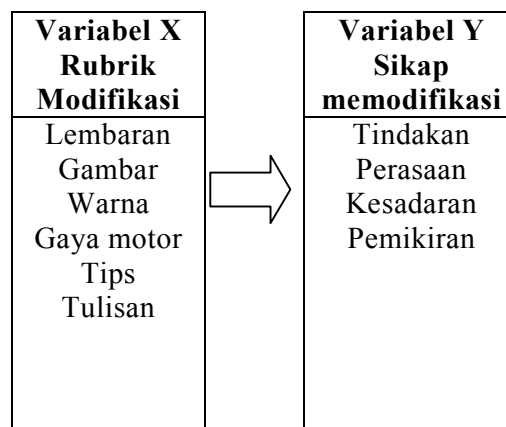 Variabel X
Rubrik
Modifikasi
Lembaran
Gambar
Warna
Gaya motor
Tips
Tulisan
Variabel Y
Sikap
memodifikasi
Tindakan
Perasaan
Kesadaran
Pemikiran